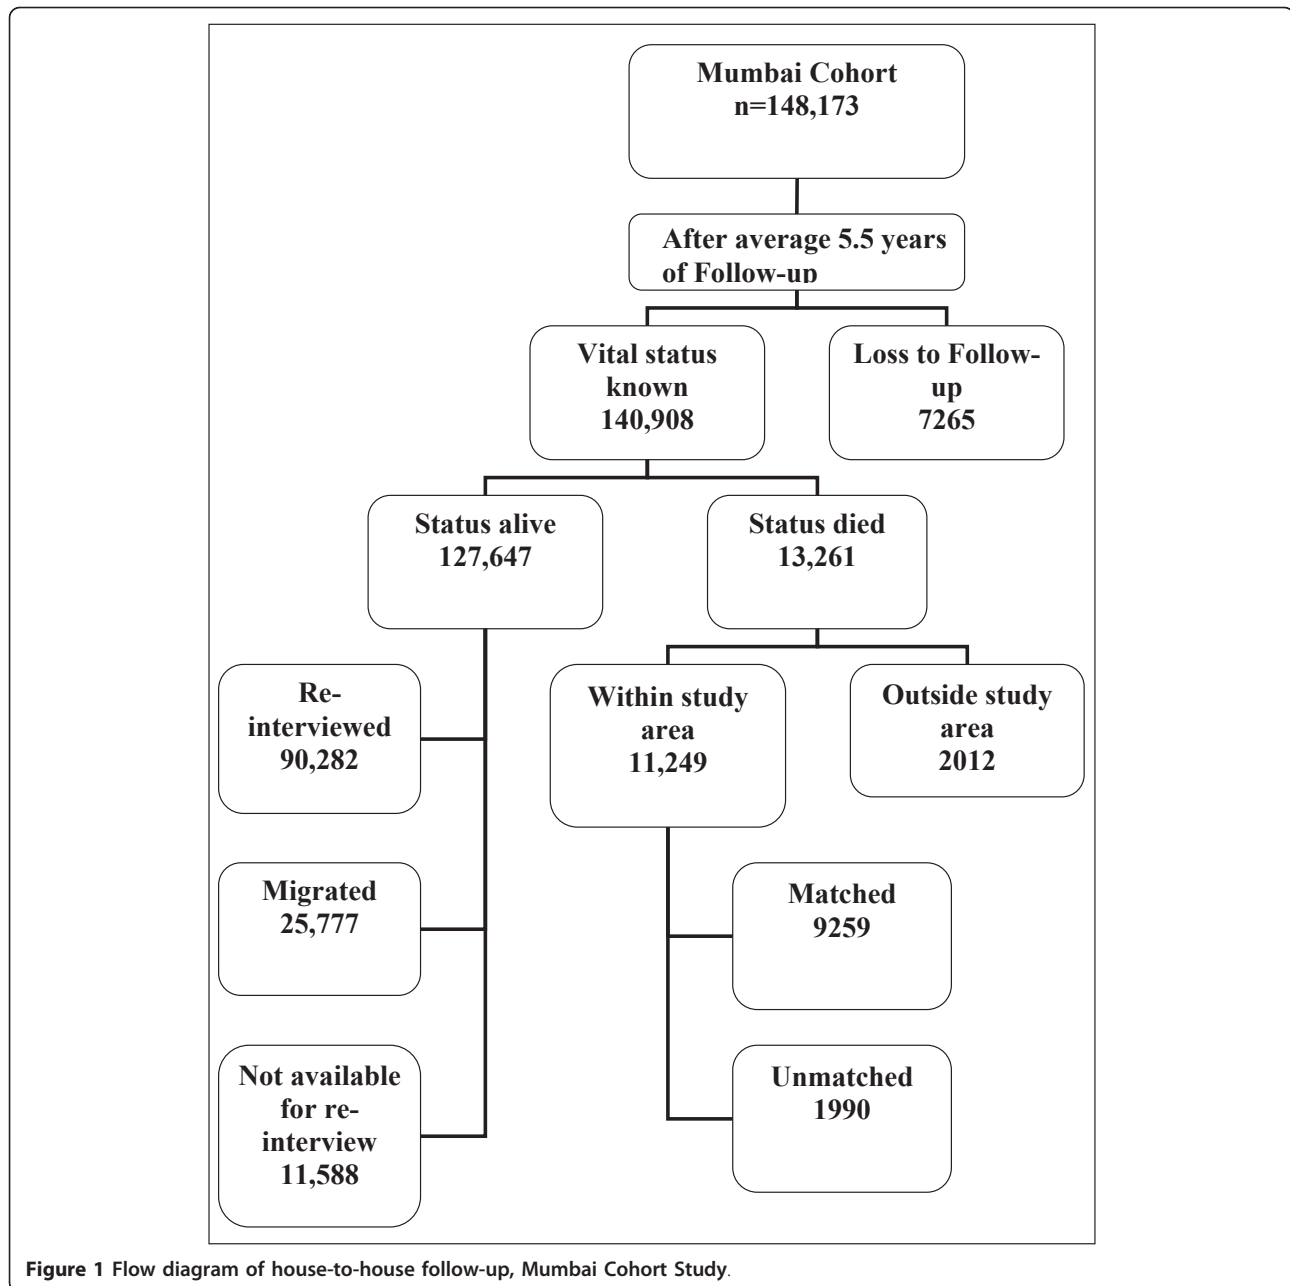 Mumbai Cohort
n=148,173
After average 5.5 years
of Follow-up
Vital status
known
140,908
Loss to Follow-
up
7265
Status alive
127,647
Status died
13,261
Re-
interviewed
90,282
Within study
area
11,249
Outside study
area
2012
Migrated
25,777
Matched
9259
Not available
for re-
interview
11,588
Unmatched
1990
Figure 1 Flow diagram of house-to-house follow-up, Mumbai Cohort Study.